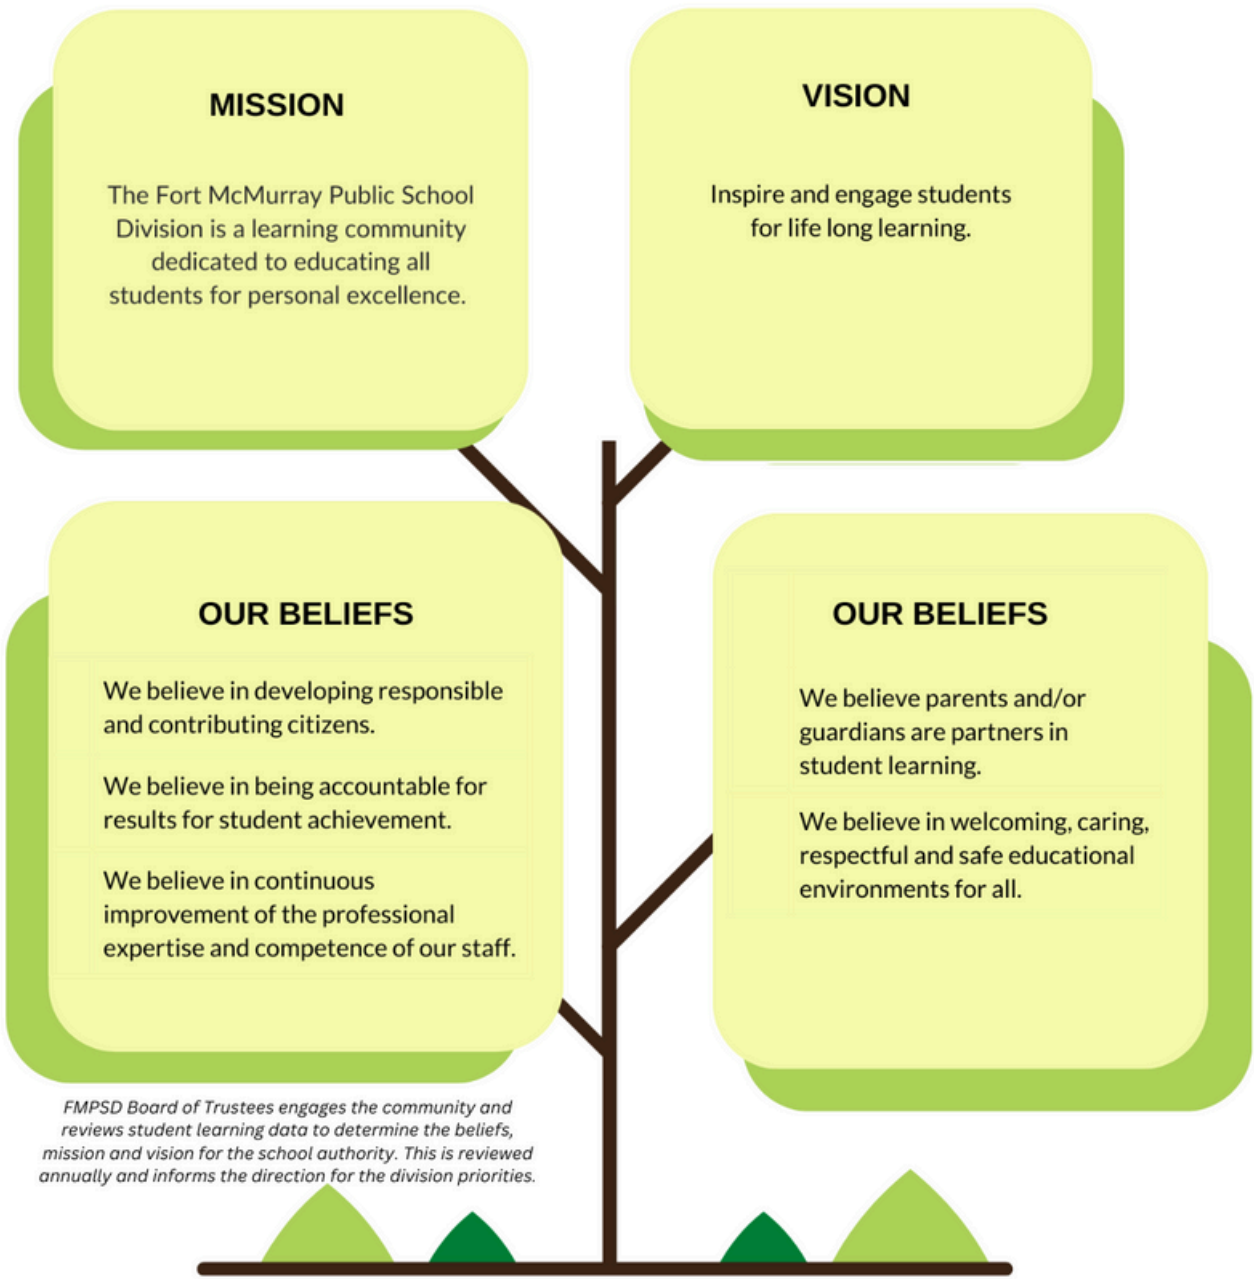 MISSION
The Fort McMurray Public School
Division is a learning community
dedicated to educating all
students for personal excellence.
VISION
Inspire and engage students
for life long learning.
OUR BELIEFS
We believe in developing responsible
and contributing citizens.
We believe in being accountable for
results for student achievement.
We believe in continuous
improvement of the professional
expertise and competence of our staff.
OUR BELIEFS
We believe parents and/or
guardians are partners in
student learning.
We believe in welcoming, caring,
respectful and safe educational
environments for all.
FMPSD Board of Trustees engages the community and
reviews student learning data to determine the beliefs,
mission and vision for the school authority. This is reviewed
annually and informs the direction for the division priorities.